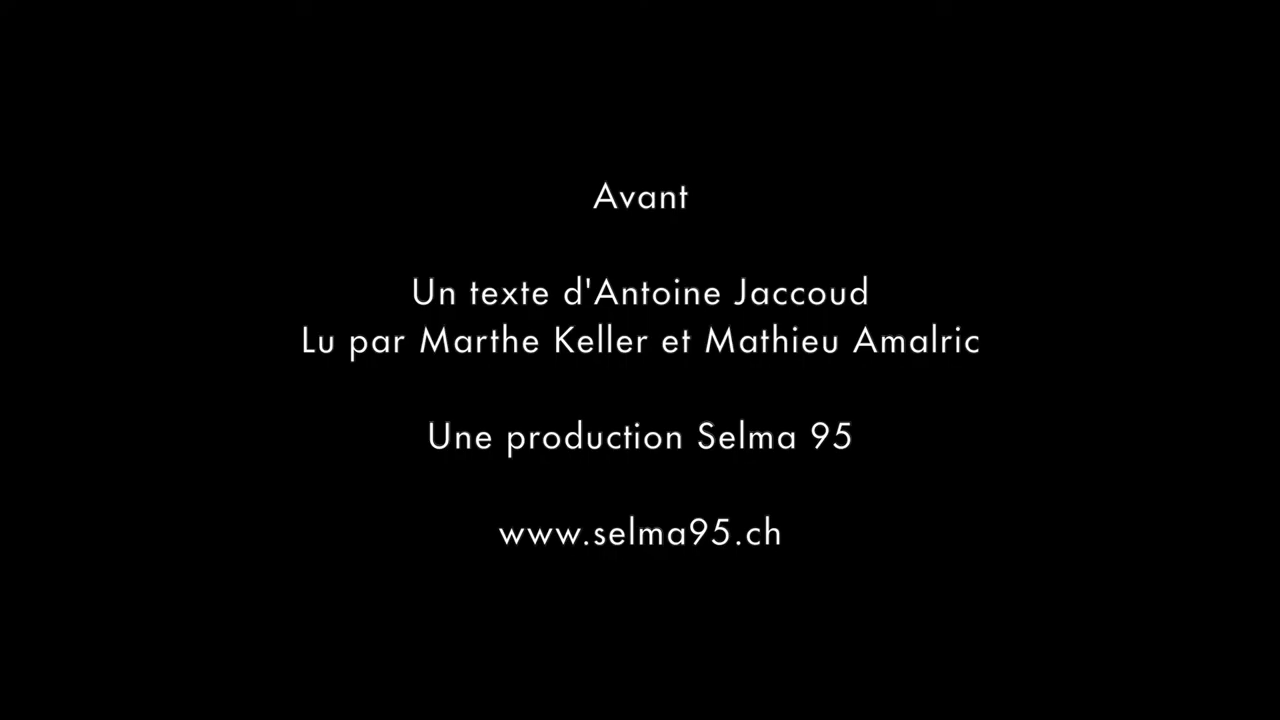 Avant
Un texte d'Antoine Jaccoud
Lu par Marthe Keller et Mathieu Amalric
Une production Selma 95
www.selma95.ch